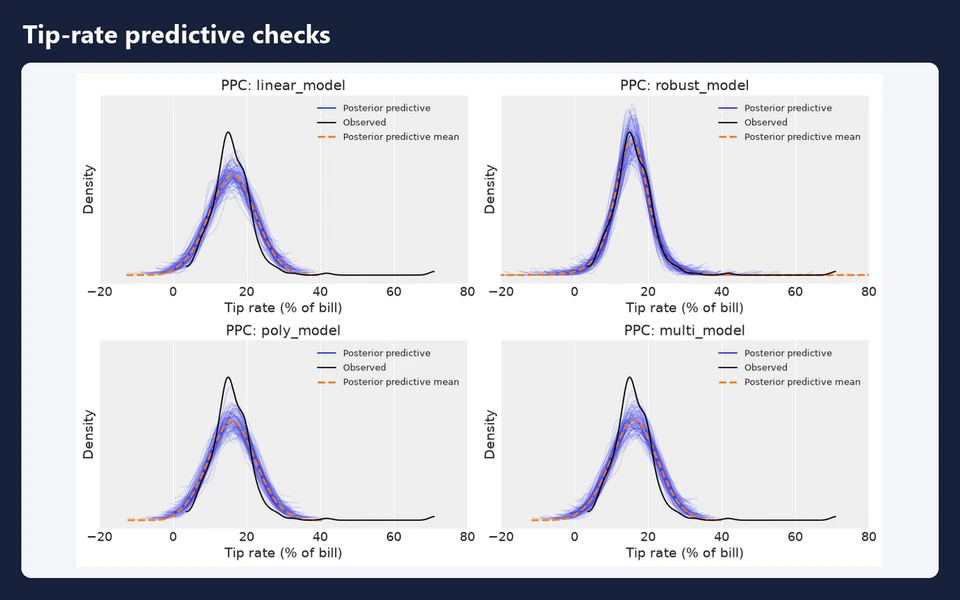 Tip-rate predictive checks
PPC: linear_model
Density
Posterior predictive
Observed
Posterior predictive mean
−20 0 20 40 60 80
Tip rate (% of bill)
PPC: robust_model
Density
Posterior predictive
Observed
Posterior predictive mean
−20 0 20 40 60 80
Tip rate (% of bill)
PPC: poly_model
Density
Posterior predictive
Observed
Posterior predictive mean
−20 0 20 40 60 80
Tip rate (% of bill)
PPC: multi_model
Density
Posterior predictive
Observed
Posterior predictive mean
−20 0 20 40 60 80
Tip rate (% of bill)